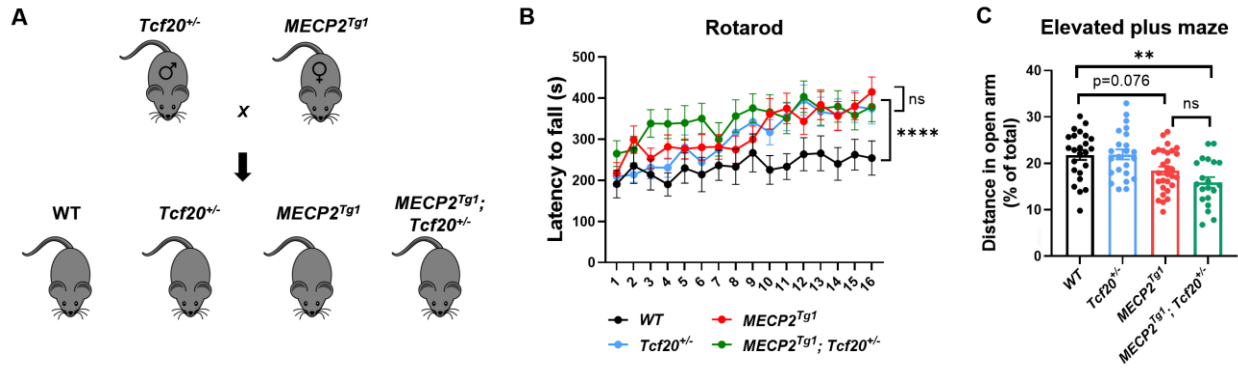 A
Tcf20+/-
MECP2Tg1
♂
♀
x
WT
Tcf20+/-
MECP2Tg1
MECP2Tg1;
Tcf20+/-
B
Rotarod
Latency to fall (s)
500
400
300
200
100
0
1 2 3 4 5 6 7 8 9 10 11 12 13 14 15 16
ns
****
WT
MECP2Tg1
Tcf20+/-
MECP2Tg1; Tcf20+/-
C
Elevated plus maze
Distance in open arm
(% of total)
40
30
20
10
0
**
p=0.076
ns
WT
Tcf20+/-
MECP2Tg1
MECP2Tg1; Tcf20+/-